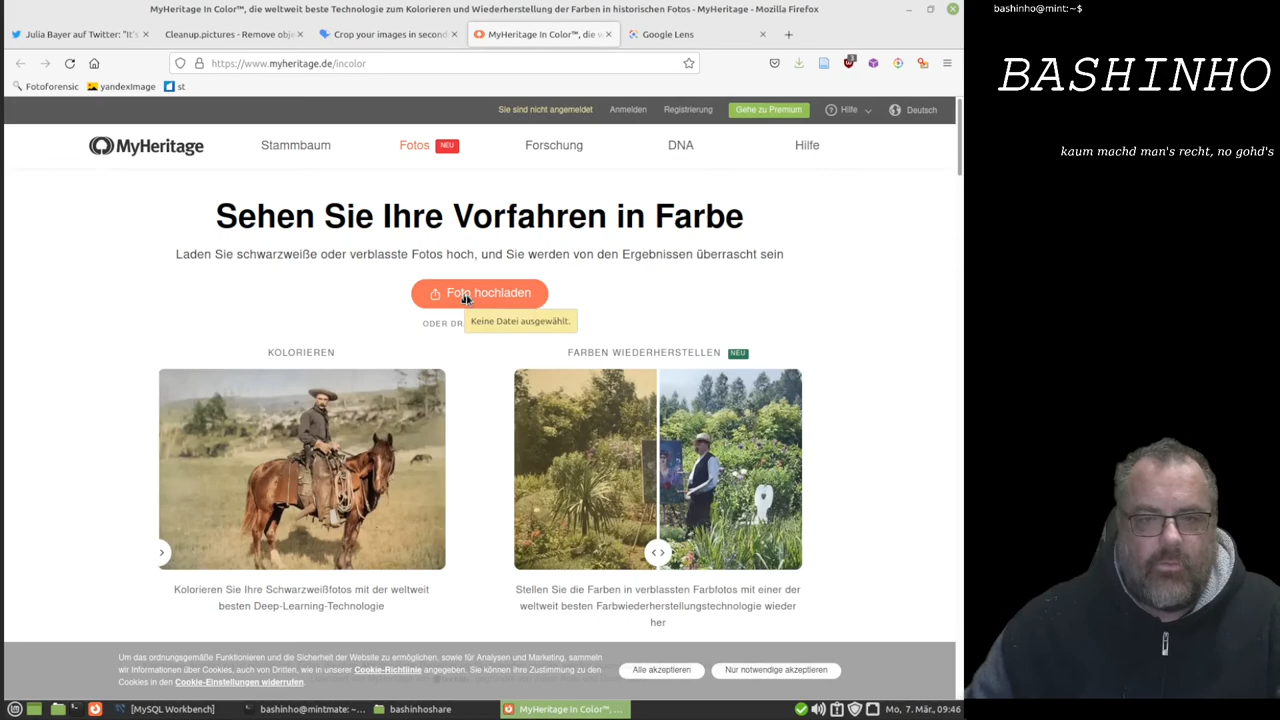 MyHeritage In Color™, die weltweit beste Technologie zum Kolorieren und Wiederherstellung der Farben in historischen Fotos - MyHeritage - Mozilla Firefox
Julia Bayer auf Twitter: "It's
Cleanup.pictures - Remove obje
Crop your images in second
MyHeritage In Color™, die w
Google Lens
https://www.myheritage.de/incolor
Fotoforensic
yandexImage
st
Sie sind nicht angemeldet
Anmelden
Registrierung
Gehe zu Premium
Hilfe
Deutsch
MyHeritage
Stammbaum
Fotos
NEU
Forschung
DNA
Hilfe
Sehen Sie Ihre Vorfahren in Farbe
Laden Sie schwarzweiße oder verblasste Fotos hoch, und Sie werden von den Ergebnissen überrascht sein
Foto hochladen
Keine Datei ausgewählt.
ODER
KOLORIEREN
FARBEN WIEDERHERSTELLEN NEU
Kolorieren Sie Ihre Schwarzweißfotos mit der weltweit
besten Deep-Learning-Technologie
Stellen Sie die Farben in verblassten Farbfotos mit einer der
weltweit besten Farbwiederherstellungstechnologie wieder
her
Um das ordnungsgemäße Funktionieren und die Sicherheit der Website zu ermöglichen, sowie für Analysen und Marketing, sammeln
wir Informationen über Cookies, auch von Dritten, wie in unserer Cookie-Richtlinie angegeben. Sie können Ihre Zustimmung zu den
Cookies in den Cookie-Einstellungen widerrufen.
Alle akzeptieren
Nur notwendige akzeptieren
[MySQL Workbench]
bashinho@mintmate: ~...
bashinhoshare
MyHeritage In Color™, ...
Mo, 7. Mär., 09:46
bashinho@mint:~$
BASHINHO
kaum machd man's recht, no gohd's